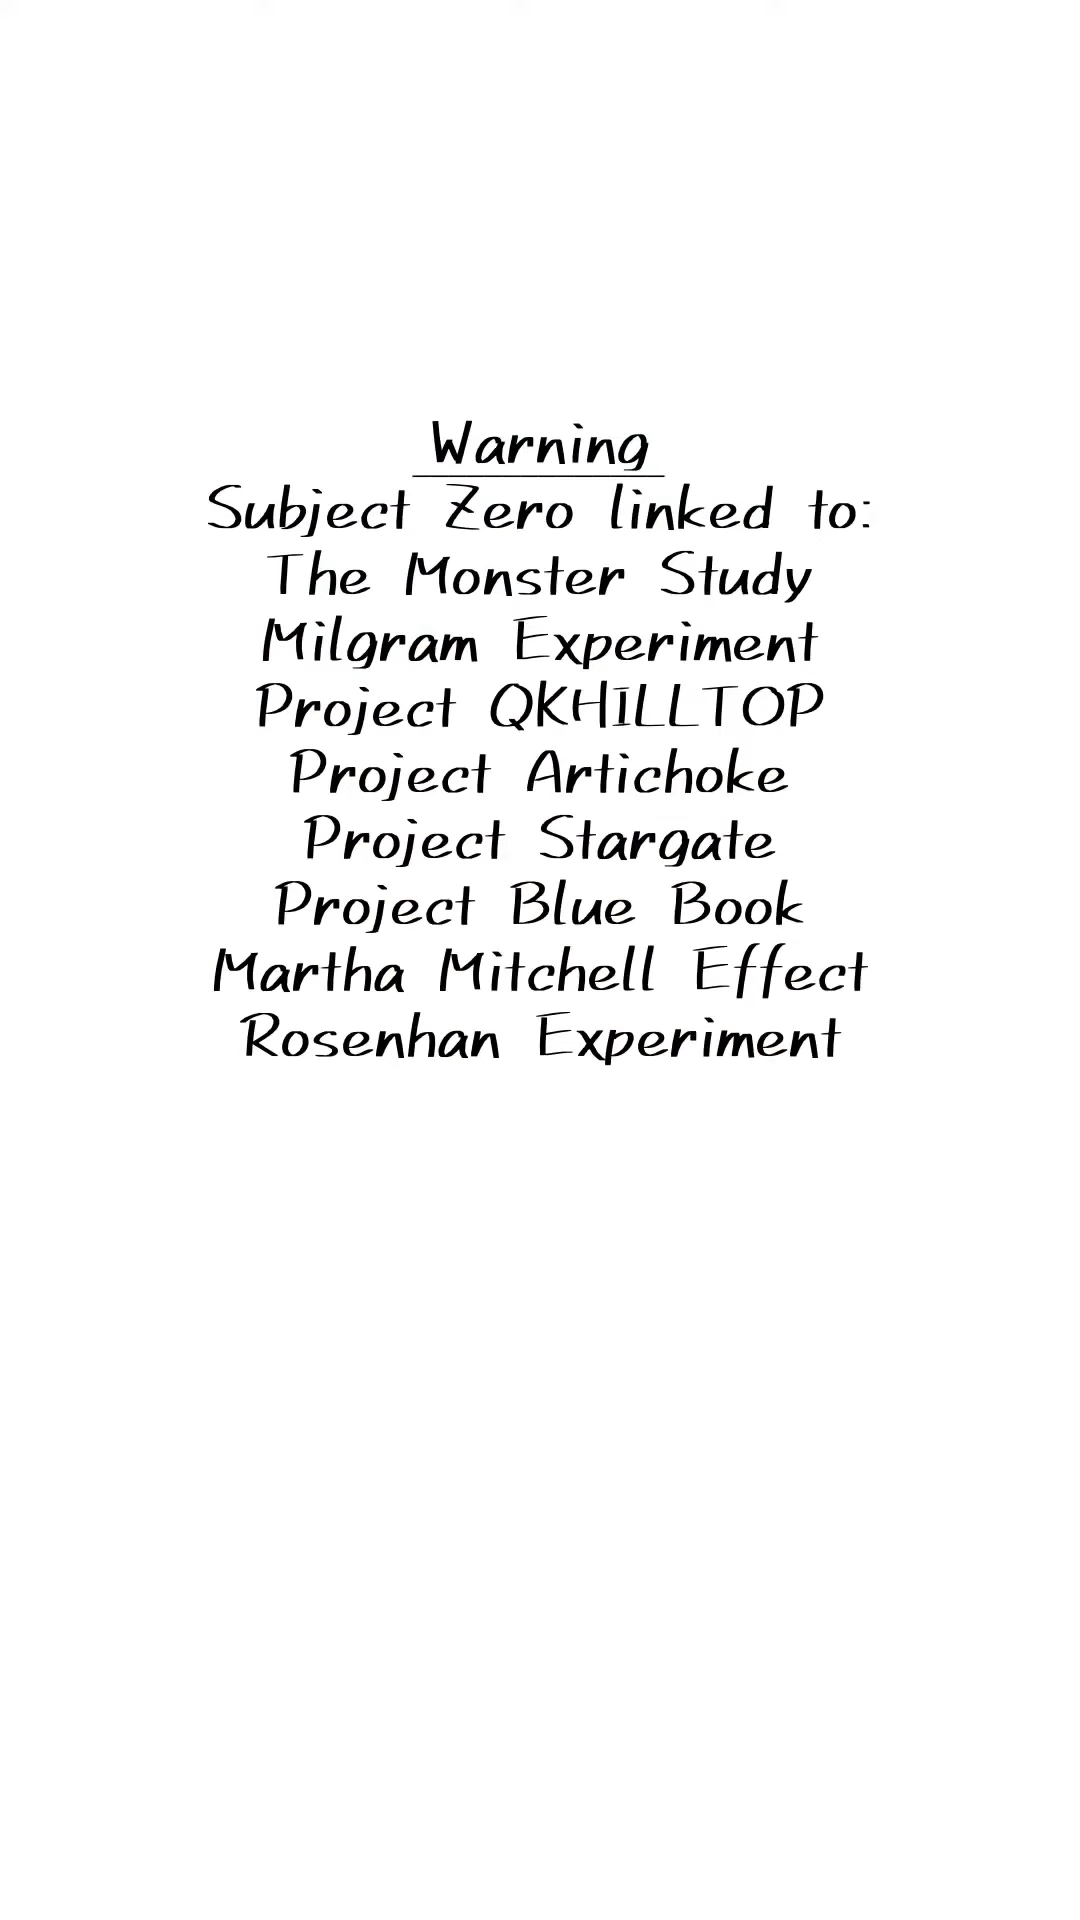 Warning
Subject Zero linked to:
The Monster Study
Milgram Experiment
Project QKHILLTOP
Project Artichoke
Project Stargate
Project Blue Book
Martha Mitchell Effect
Rosenhan Experiment